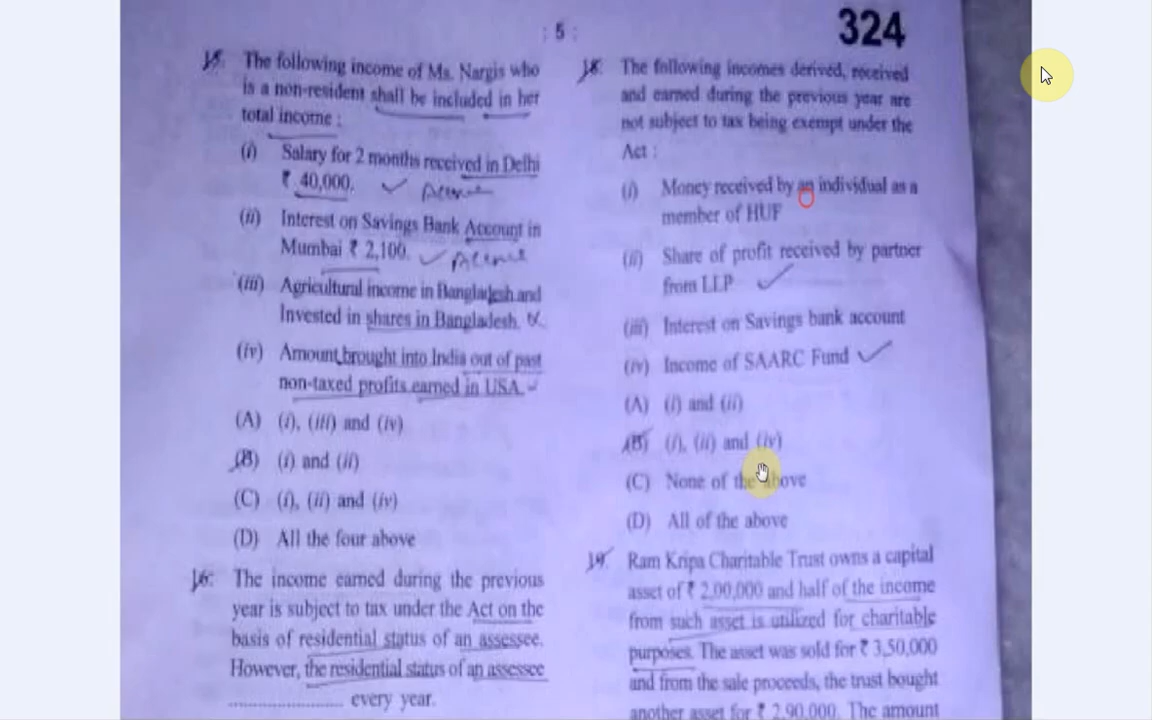 : 5 :
324
15. The following income of Ms. Nargis who
is a non-resident shall be included in her
total income :
(i) Salary for 2 months received in Delhi
₹ 40,000.
(ii) Interest on Savings Bank Account in
Mumbai ₹ 2,100.
(iii) Agricultural income in Bangladesh and
Invested in shares in Bangladesh.
(iv) Amount brought into India out of past
non-taxed profits earned in USA.
(A) (i), (iii) and (iv)
(B) (i) and (ii)
(C) (i), (ii) and (iv)
(D) All the four above
16. The income earned during the previous
year is subject to tax under the Act on the
basis of residential status of an assessee.
However, the residential status of an assessee
.................... every year.
18. The following incomes derived, received
and earned during the previous year are
not subject to tax being exempt under the
Act :
(i) Money received by an individual as a
member of HUF
(ii) Share of profit received by partner
from LLP
(iii) Interest on Savings bank account
(iv) Income of SAARC Fund
(A) (i) and (ii)
(B) (i), (ii) and (iv)
(C) None of the above
(D) All of the above
19. Ram Kripa Charitable Trust owns a capital
asset of ₹ 2,00,000 and half of the income
from such asset is utilized for charitable
purposes. The asset was sold for ₹ 3,50,000
and from the sale proceeds, the trust bought
another asset for ₹ 2,90,000. The amount